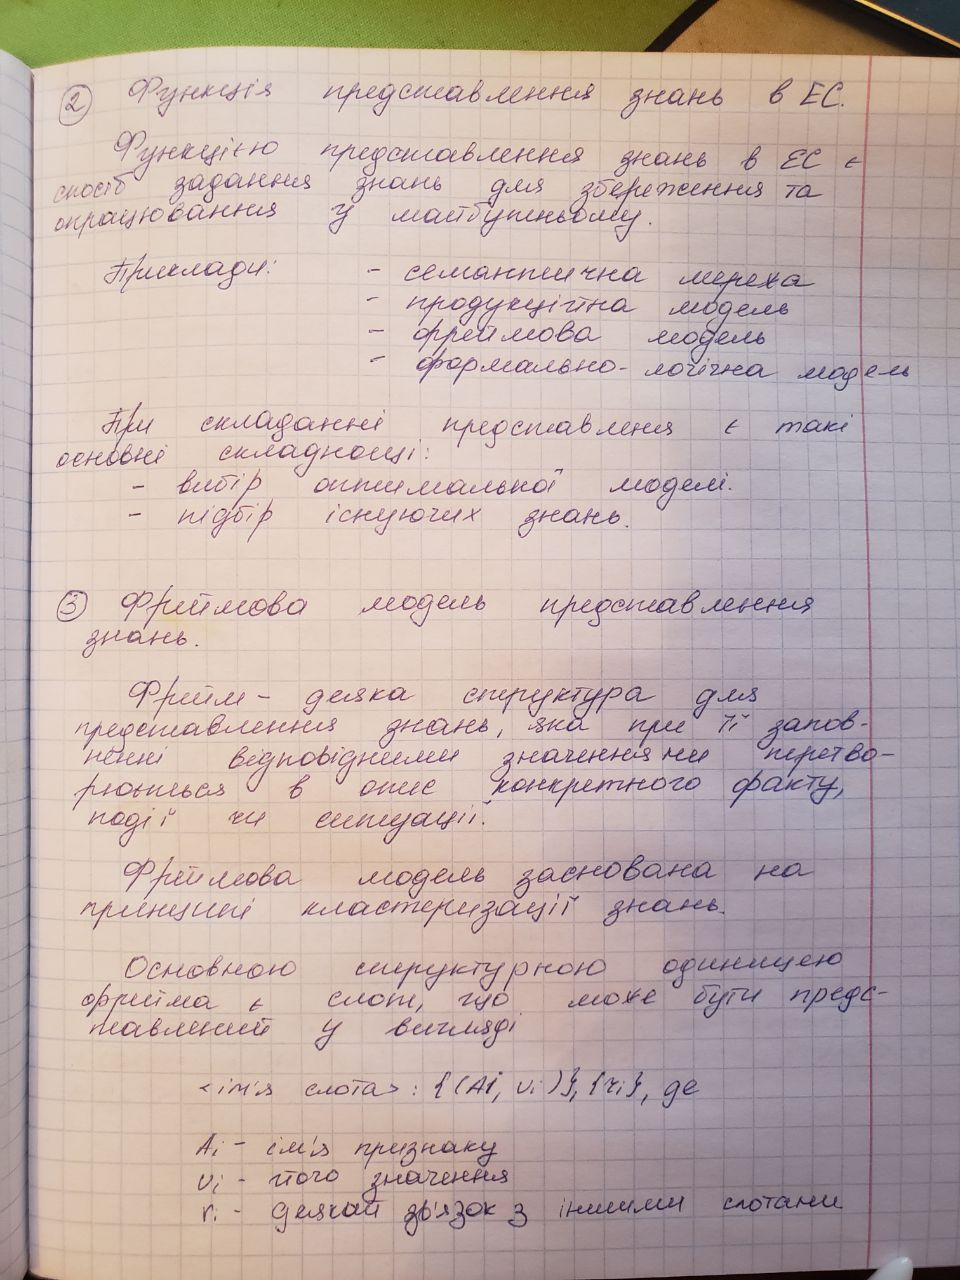 ② Функція представлення знань в ЕС.
Функцією представлення знань в ЕС є
спосіб задання знань для збереження та
опрацювання у майбутньому.
Приклади: - семантична мережа
- продукційна модель
- фреймова модель
- формально-логічна модель
При складанні представленя є такі
основні складнощі:
- вибір оптимальної моделі.
- підбір існуючих знань.
③ Фреймова модель представлення
знань.
Фрейм - деяка структура для
представлення знань, яка при її запов-
ненні відповідними значеннями перетво-
рюється в опис конкретного факту,
події чи ситуації.
Фреймова модель заснована на
принципі кластеризації знань.
Основною структурною одиницею
фрейма є слот, що може бути предс-
тавлений у вигляді
<ім'я слота> : {(Ai, vi)}, {ri}, де
Ai - ім'я признаку
vi - його значення
ri - деякий зв'язок з іншими слотами